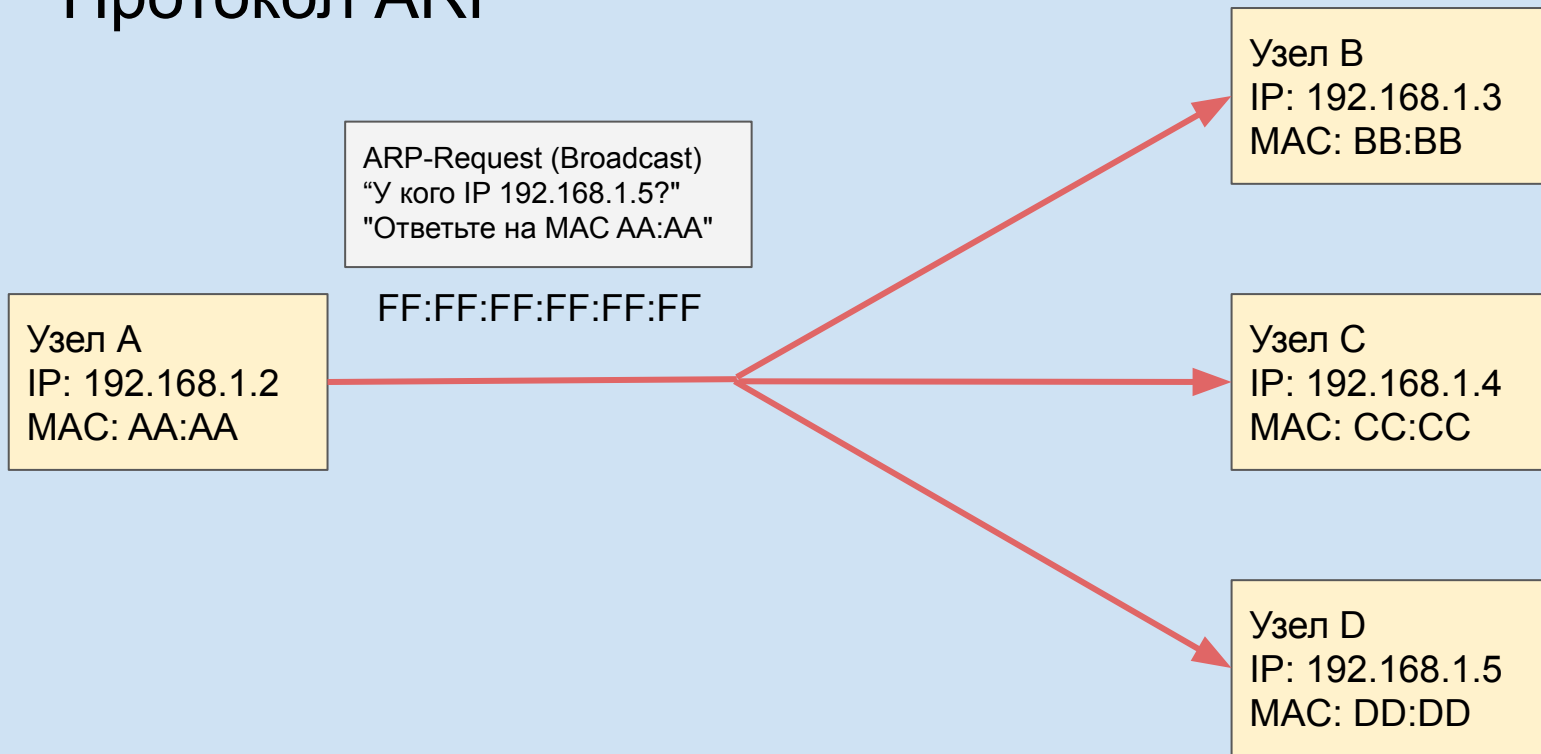 Протокол ARP
ARP-Request (Broadcast)
“У кого IP 192.168.1.5?"
"Ответьте на MAC AA:AA"
FF:FF:FF:FF:FF:FF
Узел A
IP: 192.168.1.2
MAC: AA:AA
Узел B
IP: 192.168.1.3
MAC: BB:BB
Узел C
IP: 192.168.1.4
MAC: CC:CC
Узел D
IP: 192.168.1.5
MAC: DD:DD